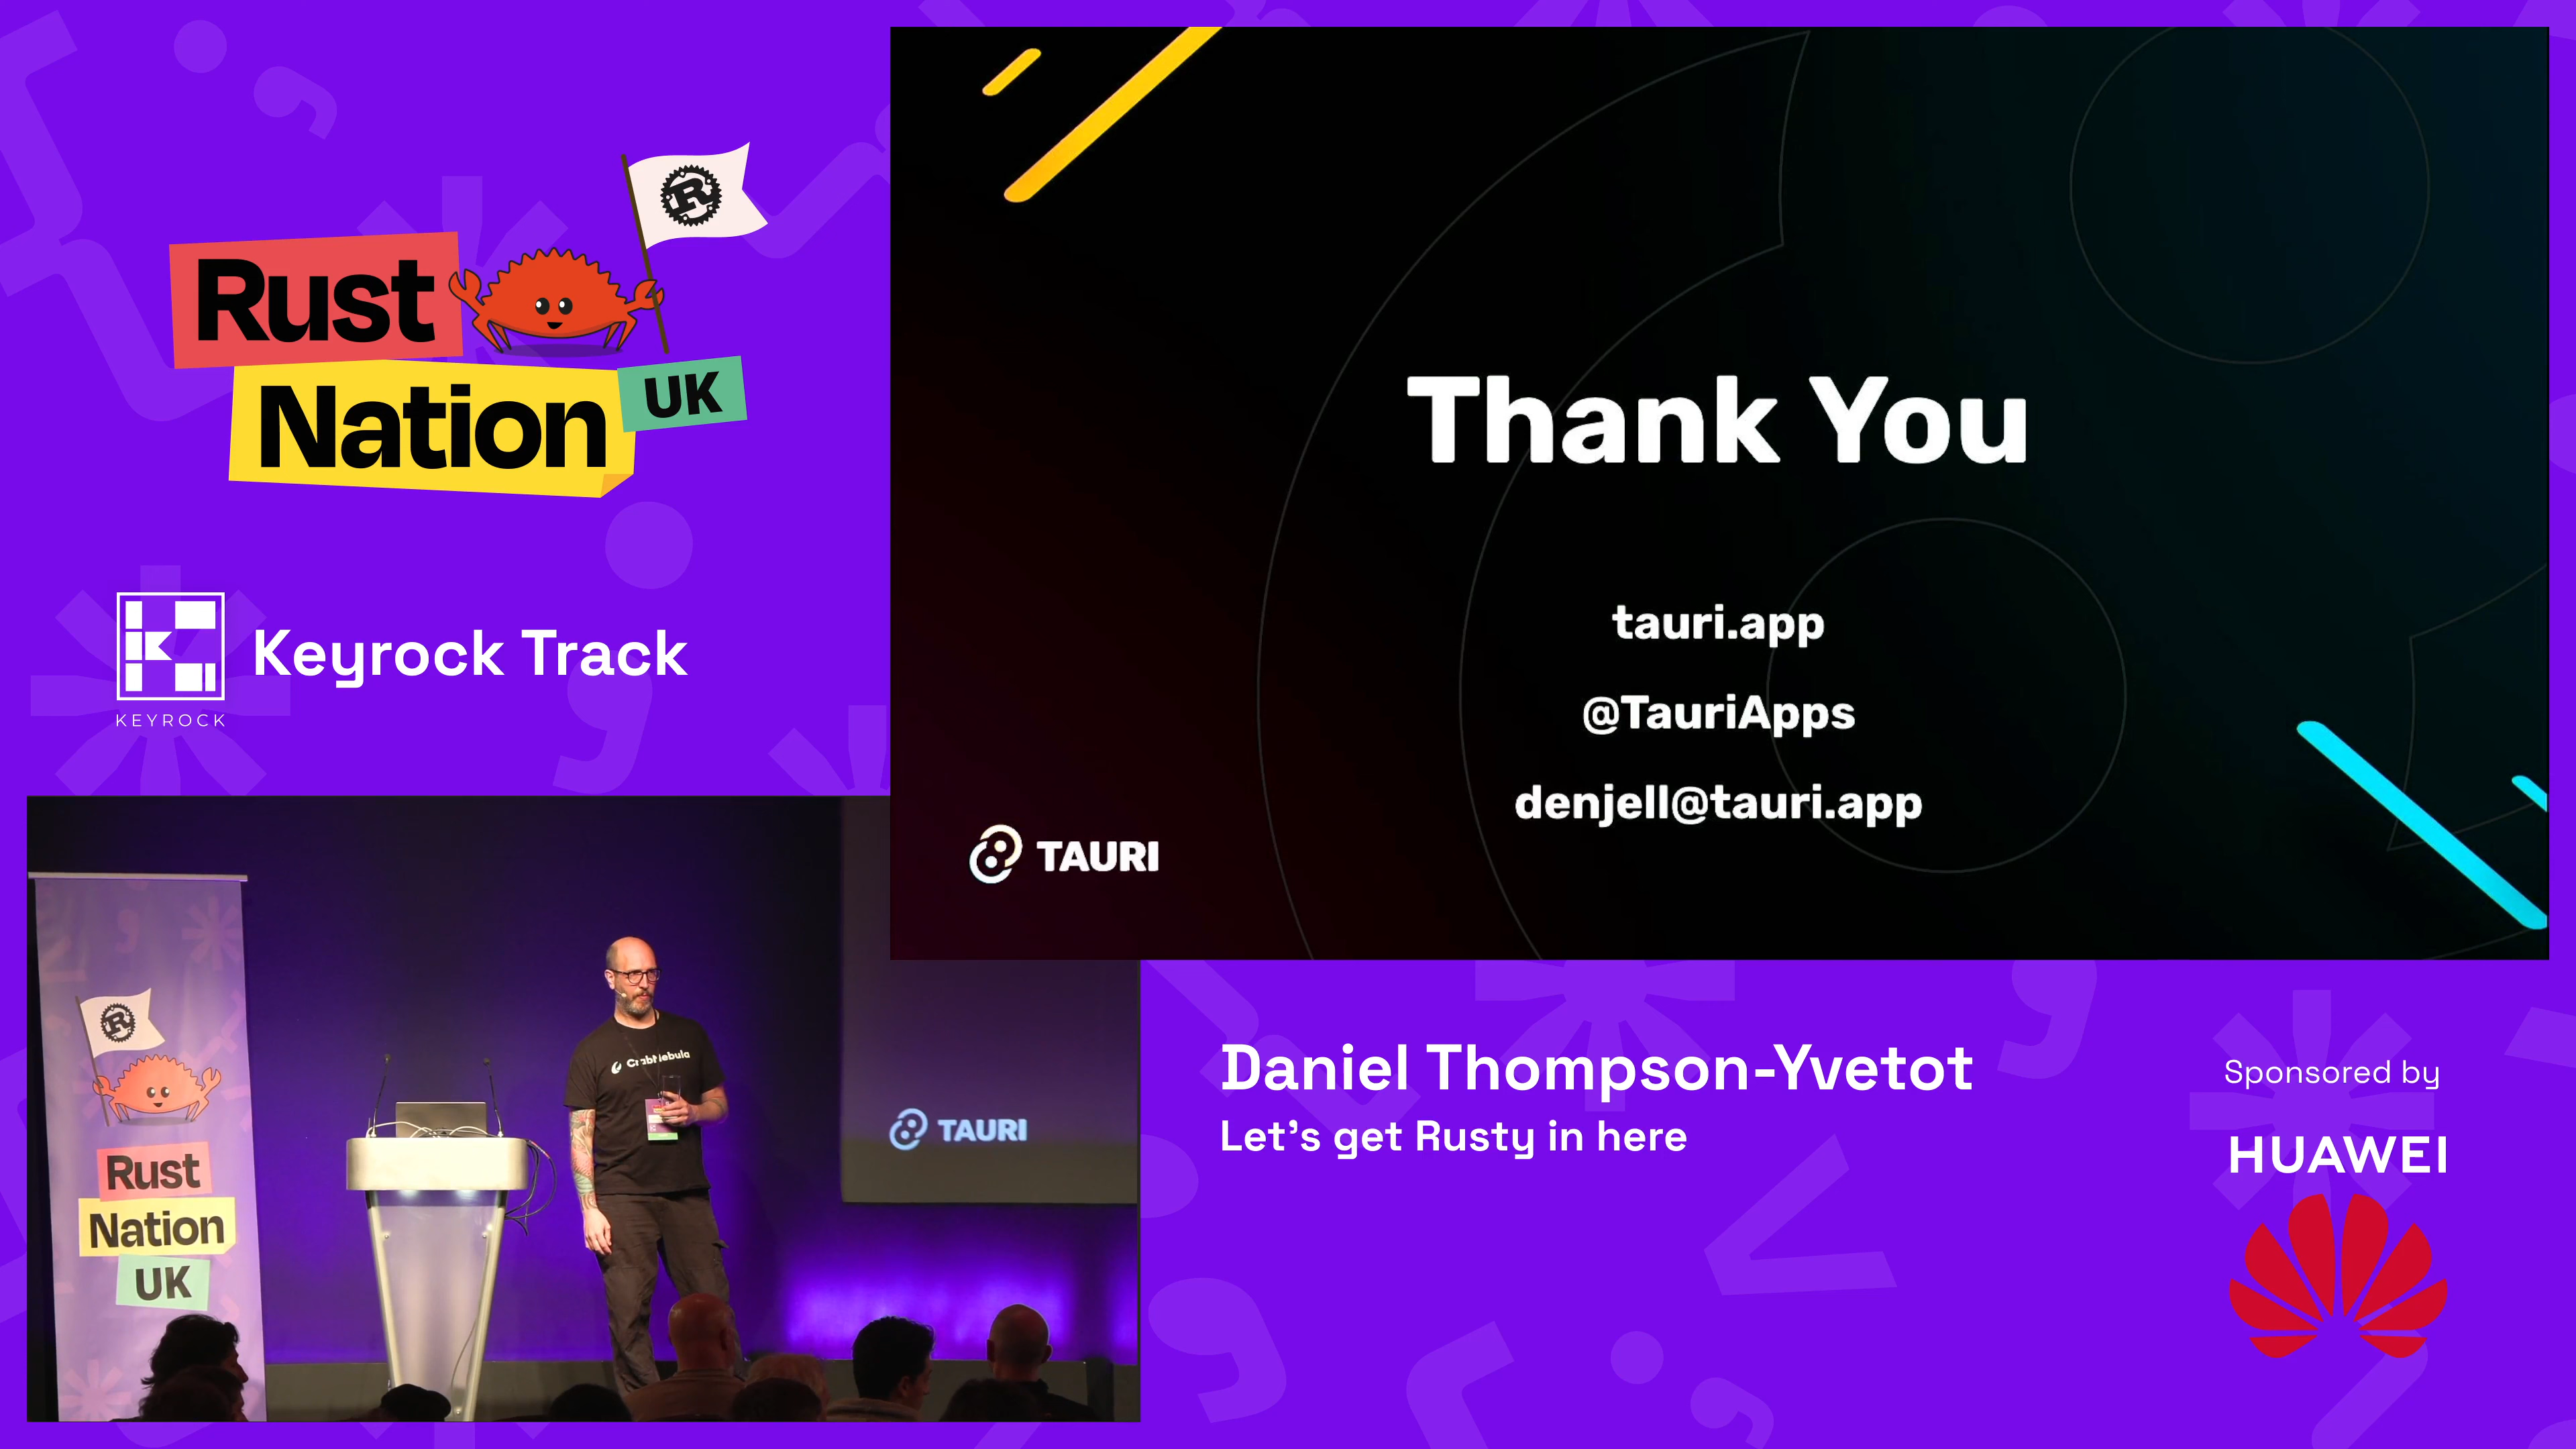 Rust
Nation
UK
R
KEYROCK
Keyrock Track
Thank You
tauri.app
@TauriApps
denjell@tauri.app
TAURI
R
Rust
Nation
UK
CrabNebula
TAURI
Daniel Thompson-Yvetot
Let's get Rusty in here
Sponsored by
HUAWEI